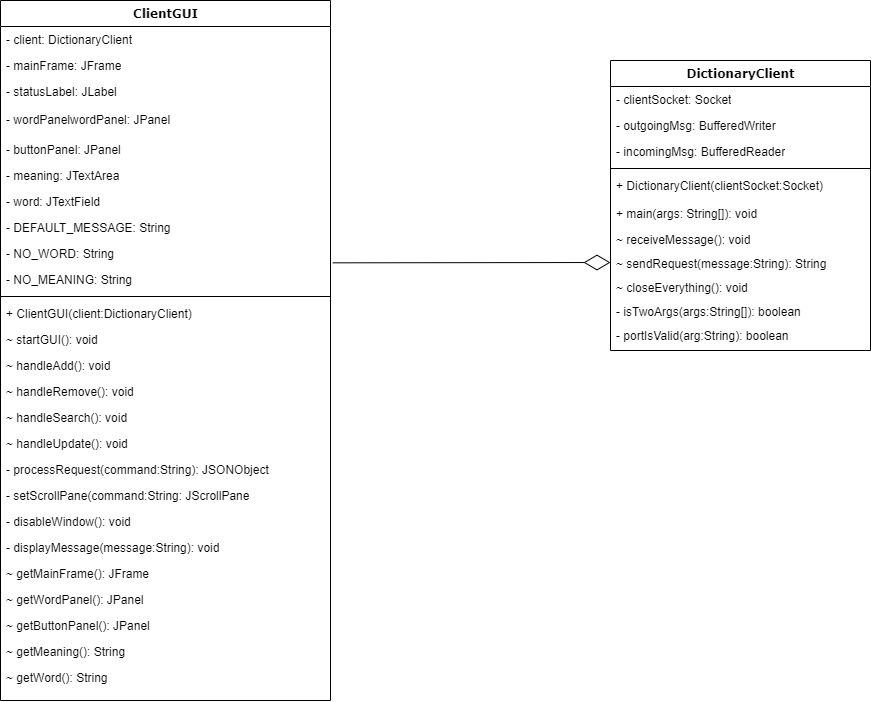 ClientGUI
- client: DictionaryClient
- mainFrame: JFrame
- statusLabel: JLabel
- wordPanelwordPanel: JPanel
- buttonPanel: JPanel
- meaning: JTextArea
- word: JTextField
- DEFAULT_MESSAGE: String
- NO_WORD: String
- NO_MEANING: String
+ ClientGUI(client:DictionaryClient)
~ startGUI(): void
~ handleAdd(): void
~ handleRemove(): void
~ handleSearch(): void
~ handleUpdate(): void
- processRequest(command:String): JSONObject
- setScrollPane(command:String: JScrollPane
- disableWindow(): void
- displayMessage(message:String): void
~ getMainFrame(): JFrame
~ getWordPanel(): JPanel
~ getButtonPanel(): JPanel
~ getMeaning(): String
~ getWord(): String
DictionaryClient
- clientSocket: Socket
- outgoingMsg: BufferedWriter
- incomingMsg: BufferedReader
+ DictionaryClient(clientSocket:Socket)
+ main(args: String[]): void
~ receiveMessage(): void
~ sendRequest(message:String): String
~ closeEverything(): void
- isTwoArgs(args:String[]): boolean
- portIsValid(arg:String): boolean